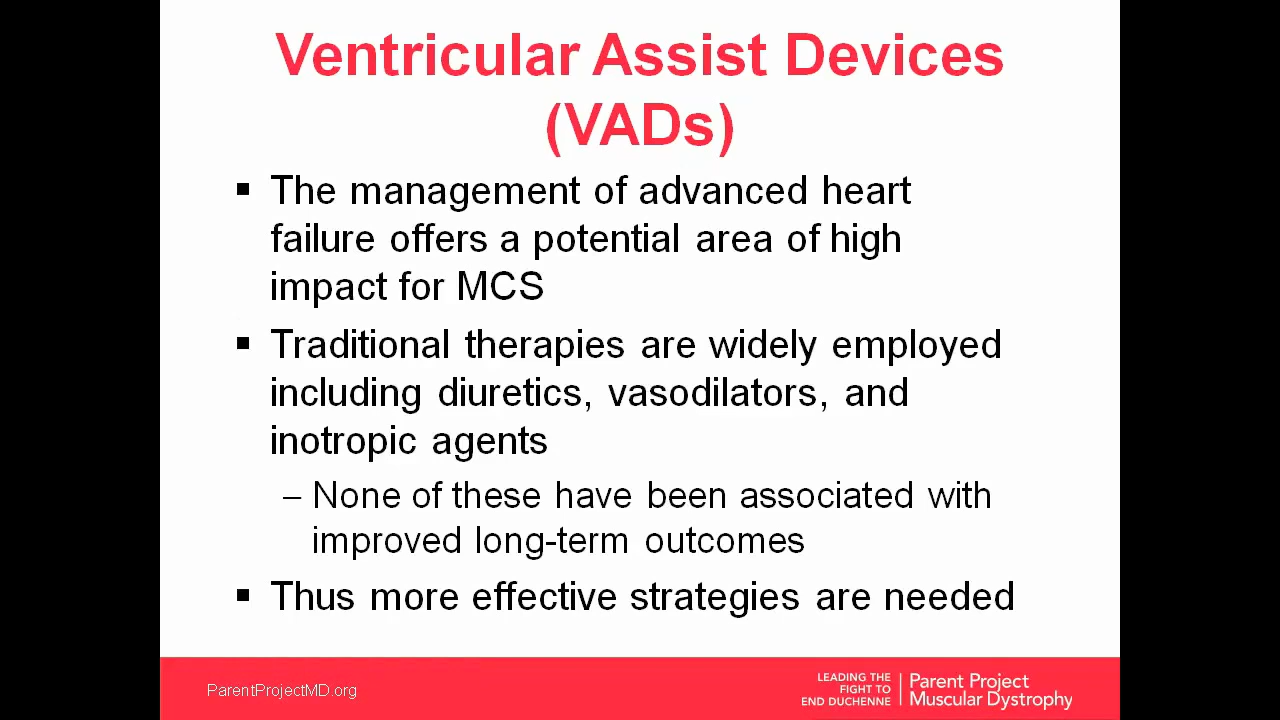 Ventricular Assist Devices
(VADs)
▪ The management of advanced heart
failure offers a potential area of high
impact for MCS
▪ Traditional therapies are widely employed
including diuretics, vasodilators, and
inotropic agents
– None of these have been associated with
improved long-term outcomes
▪ Thus more effective strategies are needed
ParentProjectMD.org
LEADING THE
FIGHT TO
END DUCHENNE
Parent Project
Muscular Dystrophy